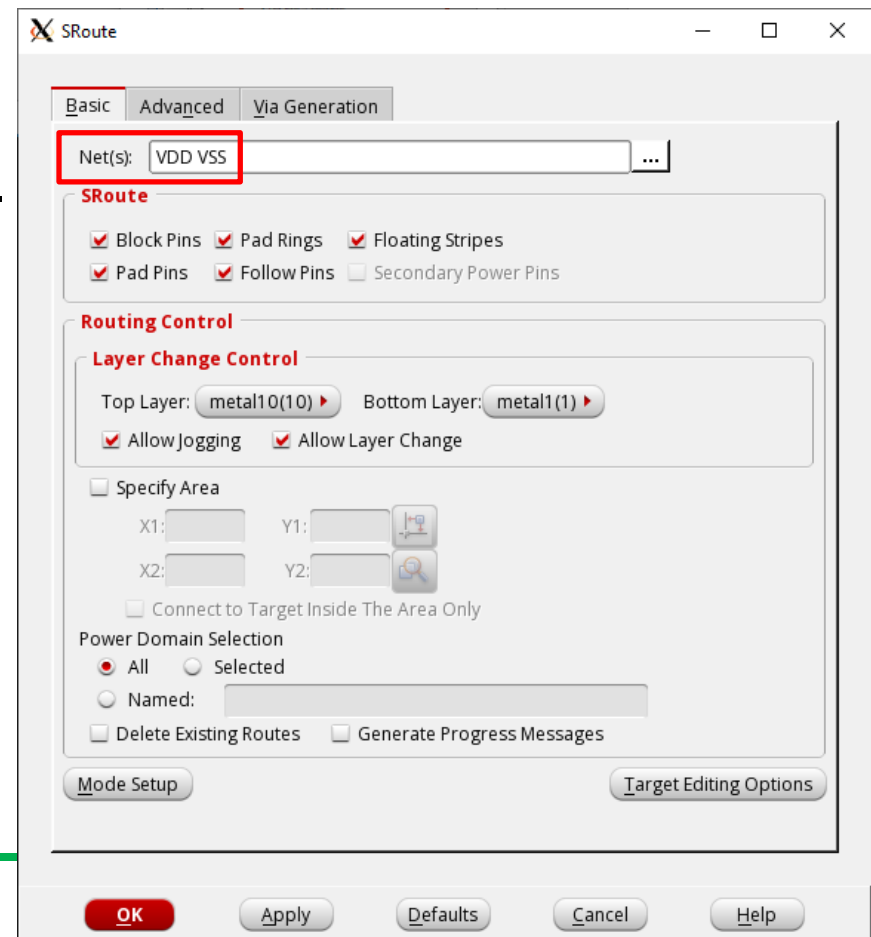 SRoute
Basic Advanced Via Generation
Net(s): VDD VSS ...
SRoute
Block Pins Pad Rings Floating Stripes
Pad Pins Follow Pins Secondary Power Pins
Routing Control
Layer Change Control
Top Layer: metal10(10) Bottom Layer: metal1(1)
Allow Jogging Allow Layer Change
Specify Area
X1: Y1:
X2: Y2:
Connect to Target Inside The Area Only
Power Domain Selection
All Selected
Named:
Delete Existing Routes Generate Progress Messages
Mode Setup Target Editing Options
OK Apply Defaults Cancel Help